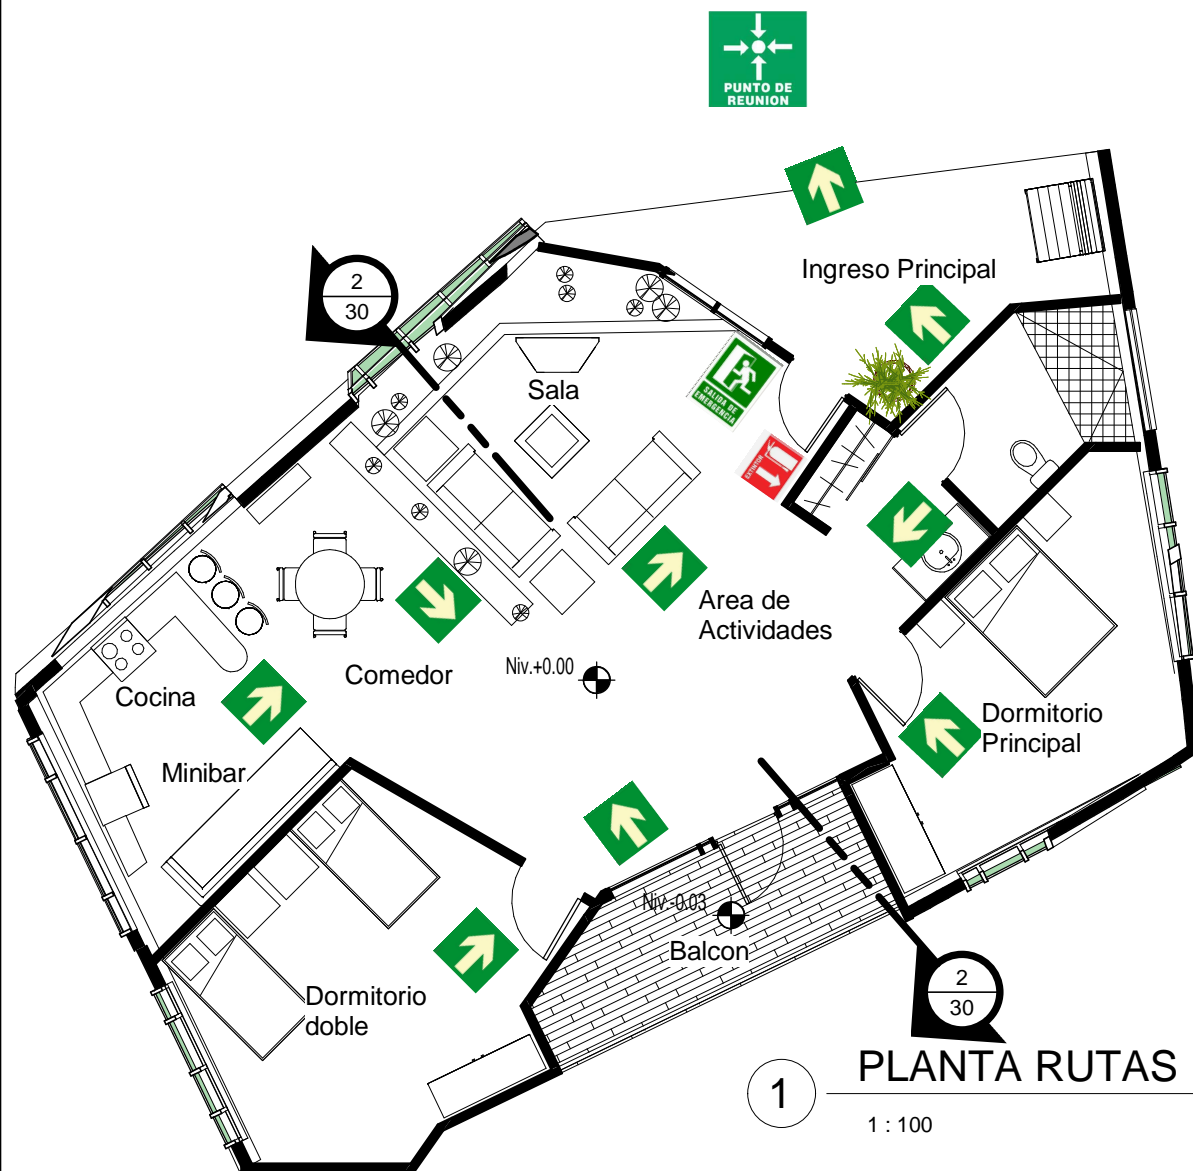 PUNTO DE
REUNION
Ingreso Principal
2
30
Sala
SALIDA DE
EMERGENCIA
EXTINTOR
Area de
Actividades
Niv.+0.00
Comedor
Cocina
Minibar
Dormitorio
Principal
Niv.-0.03
Balcon
Dormitorio
doble
2
30
1
PLANTA RUTAS
1 : 100